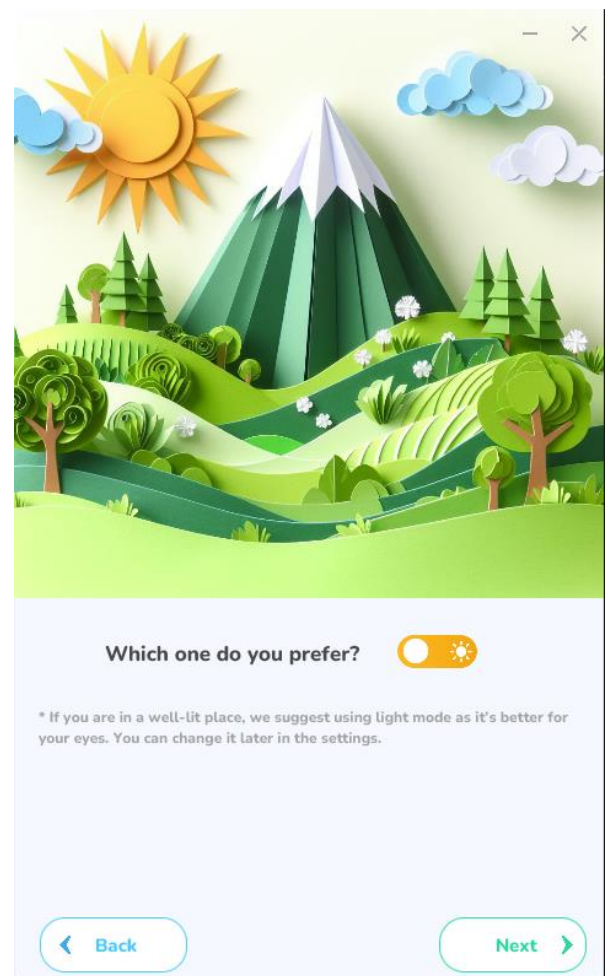 Which one do you prefer?
* If you are in a well-lit place, we suggest using light mode as it's better for
your eyes. You can change it later in the settings.
Back
Next